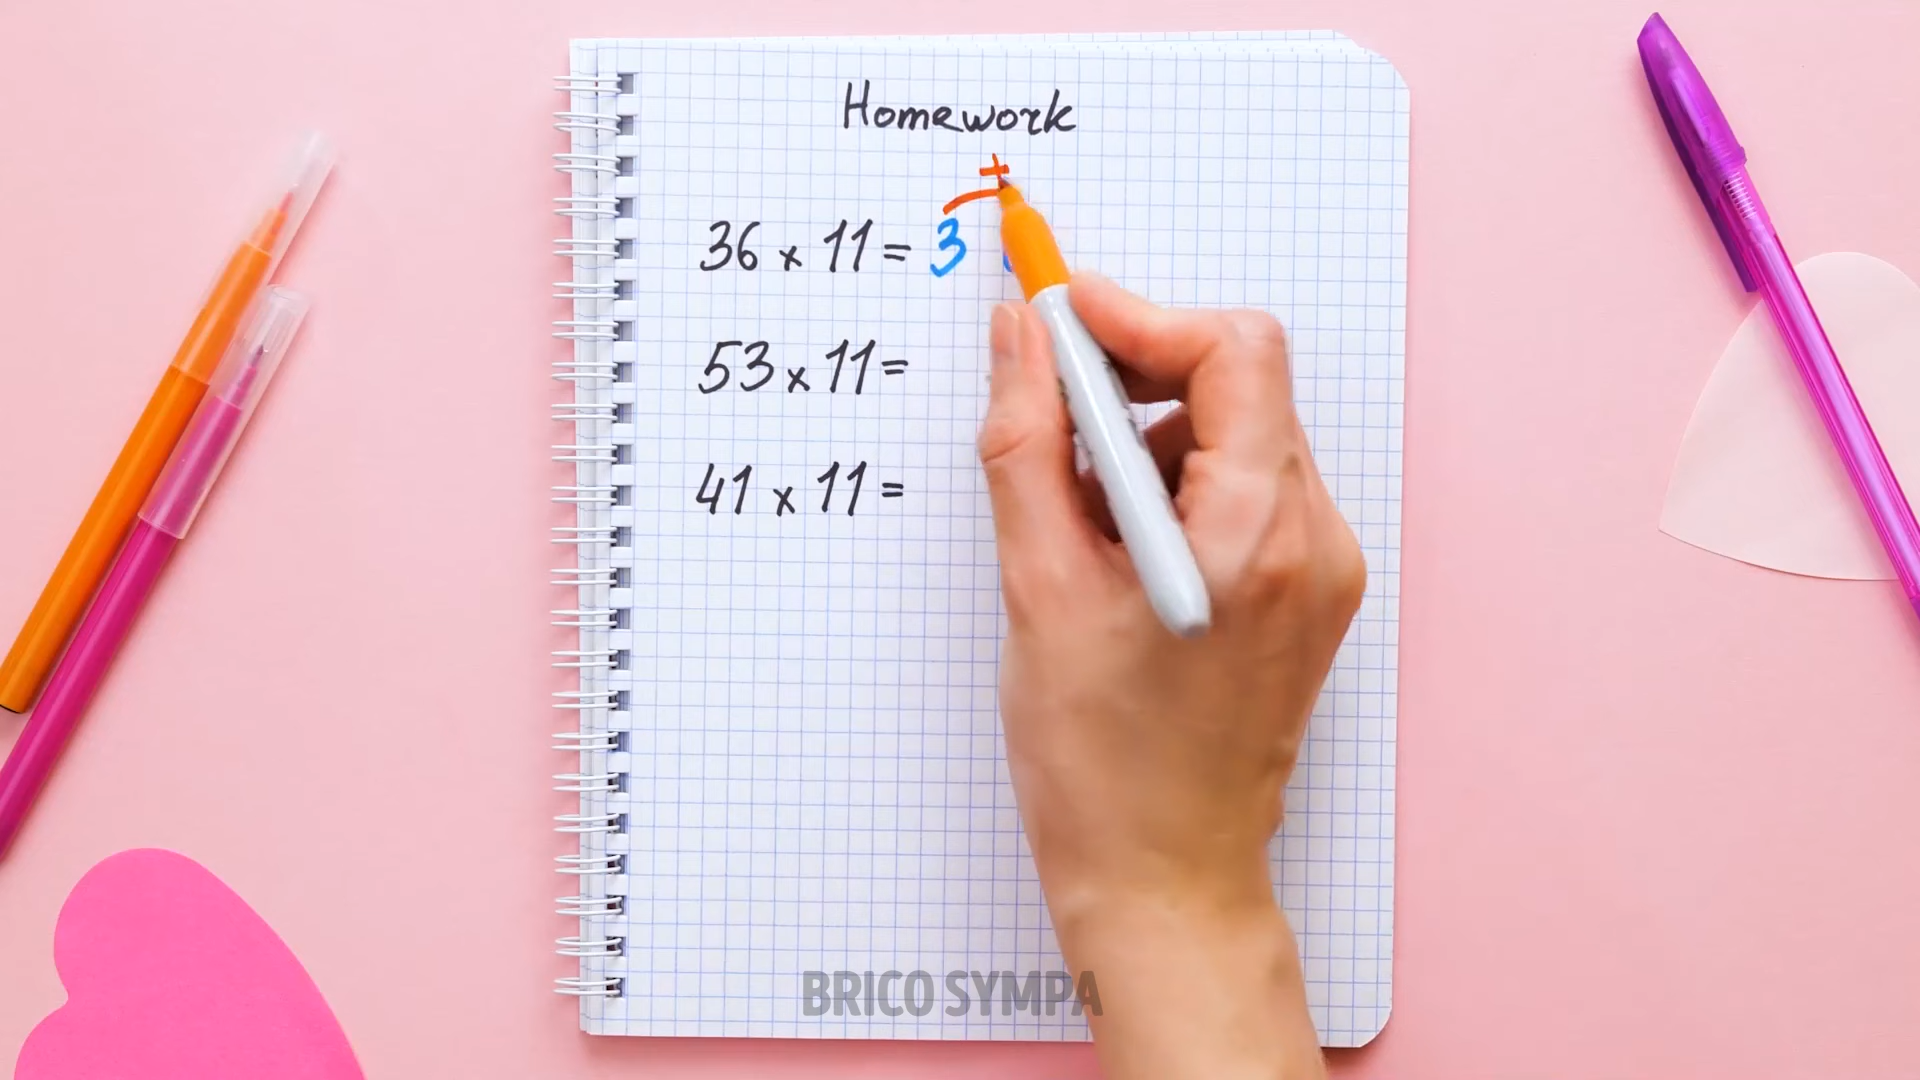 Homework
+
36 x 11 = 3
53 x 11 =
41 x 11 =
BRICO SYMPA